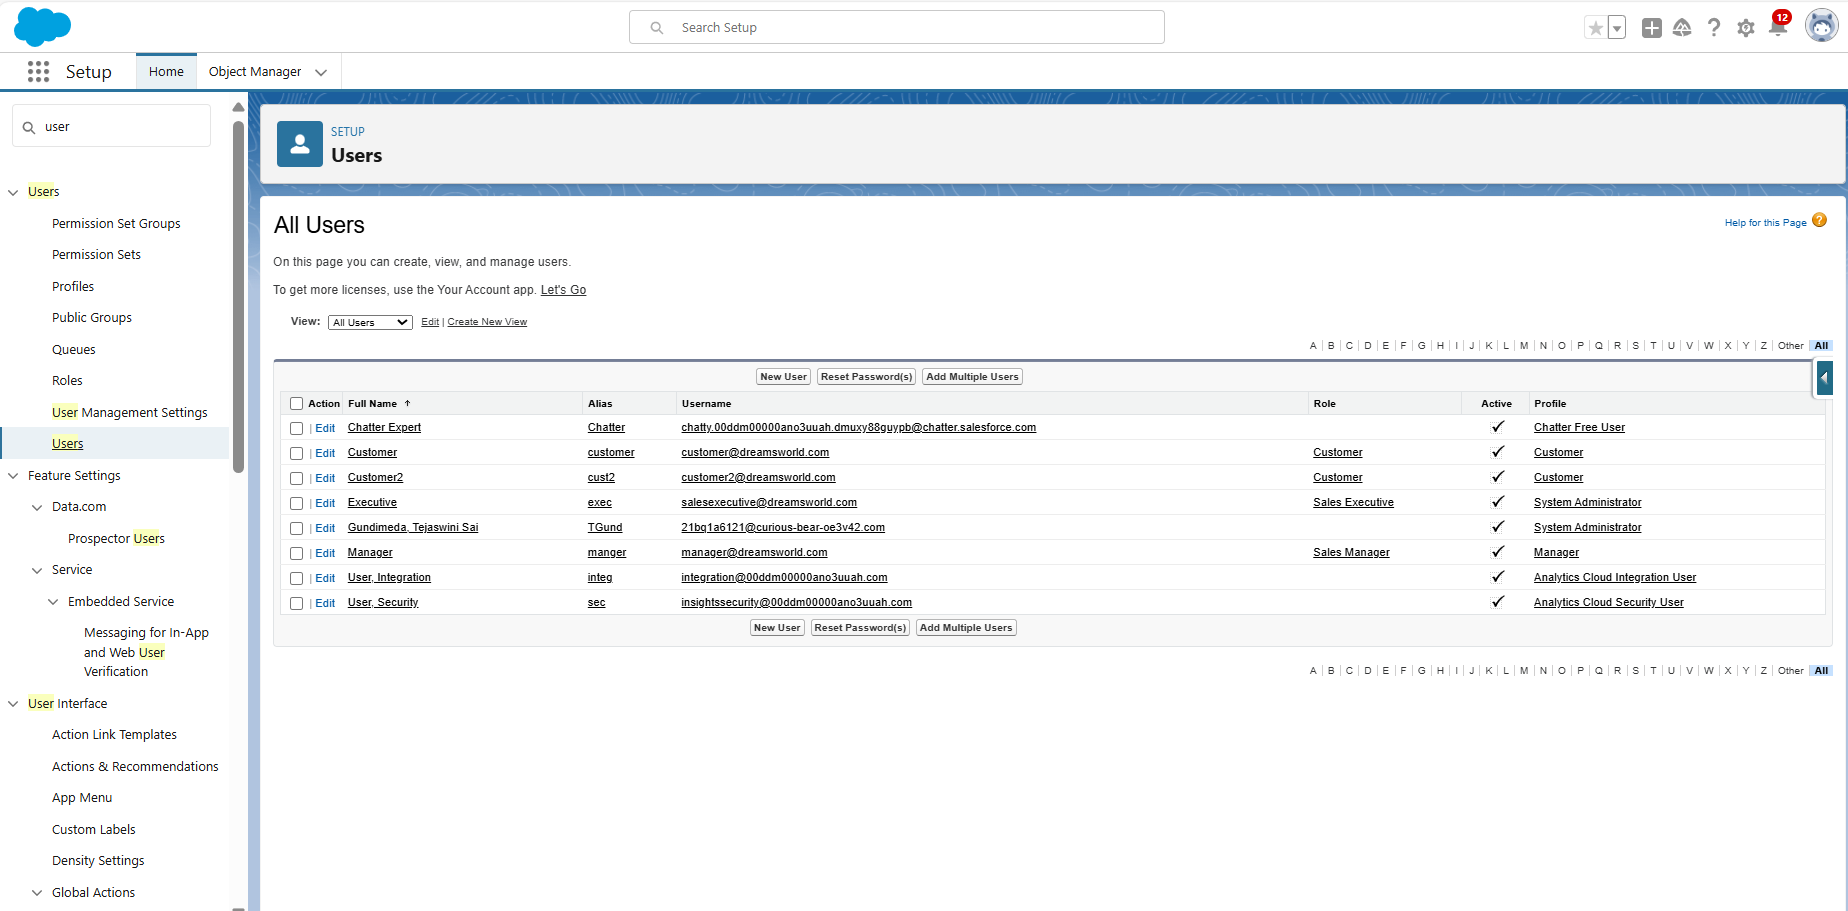 Search Setup
12
Setup
Home
Object Manager
user
Users
Permission Set Groups
Permission Sets
Profiles
Public Groups
Queues
Roles
User Management Settings
Users
Feature Settings
Data.com
Prospector Users
Service
Embedded Service
Messaging for In-App
and Web User
Verification
User Interface
Action Link Templates
Actions & Recommendations
App Menu
Custom Labels
Density Settings
Global Actions
SETUP
Users
All Users
Help for this Page ?
On this page you can create, view, and manage users.
To get more licenses, use the Your Account app. Let's Go
View: All Users Edit | Create New View
A | B | C | D | E | F | G | H | I | J | K | L | M | N | O | P | Q | R | S | T | U | V | W | X | Y | Z | Other | All
New User Reset Password(s) Add Multiple Users
Action Full Name ↑ Alias Username Role Active Profile
| Edit Chatter Expert Chatter chatty.00ddm00000ano3uuah.dmuxy88guypb@chatter.salesforce.com ✓ Chatter Free User
| Edit Customer customer customer@dreamsworld.com Customer ✓ Customer
| Edit Customer2 cust2 customer2@dreamsworld.com Customer ✓ Customer
| Edit Executive exec salesexecutive@dreamsworld.com Sales Executive ✓ System Administrator
| Edit Gundimeda, Tejaswini Sai TGund 21bq1a6121@curious-bear-oe3v42.com ✓ System Administrator
| Edit Manager manger manager@dreamsworld.com Sales Manager ✓ Manager
| Edit User, Integration integ integration@00ddm00000ano3uuah.com ✓ Analytics Cloud Integration User
| Edit User, Security sec insightssecurity@00ddm00000ano3uuah.com ✓ Analytics Cloud Security User
New User Reset Password(s) Add Multiple Users
A | B | C | D | E | F | G | H | I | J | K | L | M | N | O | P | Q | R | S | T | U | V | W | X | Y | Z | Other | All